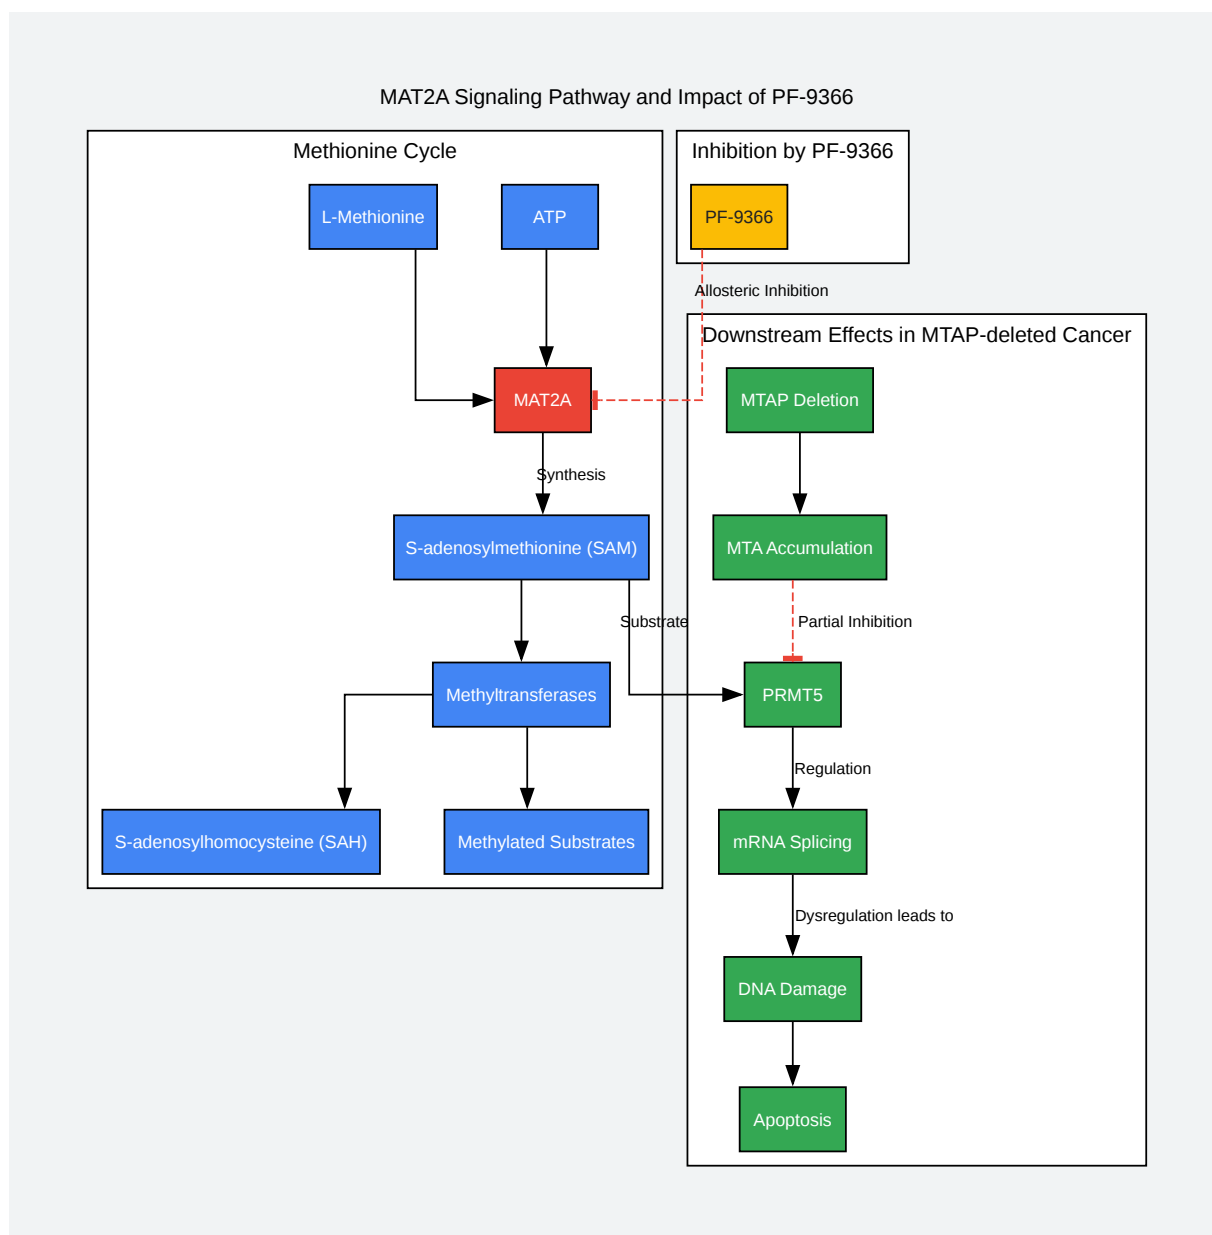 MAT2A Signaling Pathway and Impact of PF-9366
Methionine Cycle
L-Methionine
ATP
MAT2A
Synthesis
S-adenosylmethionine (SAM)
Substrate
Methyltransferases
S-adenosylhomocysteine (SAH)
Methylated Substrates
Inhibition by PF-9366
PF-9366
Allosteric Inhibition
Downstream Effects in MTAP-deleted Cancer
MTAP Deletion
MTA Accumulation
Partial Inhibition
PRMT5
Regulation
mRNA Splicing
Dysregulation leads to
DNA Damage
Apoptosis